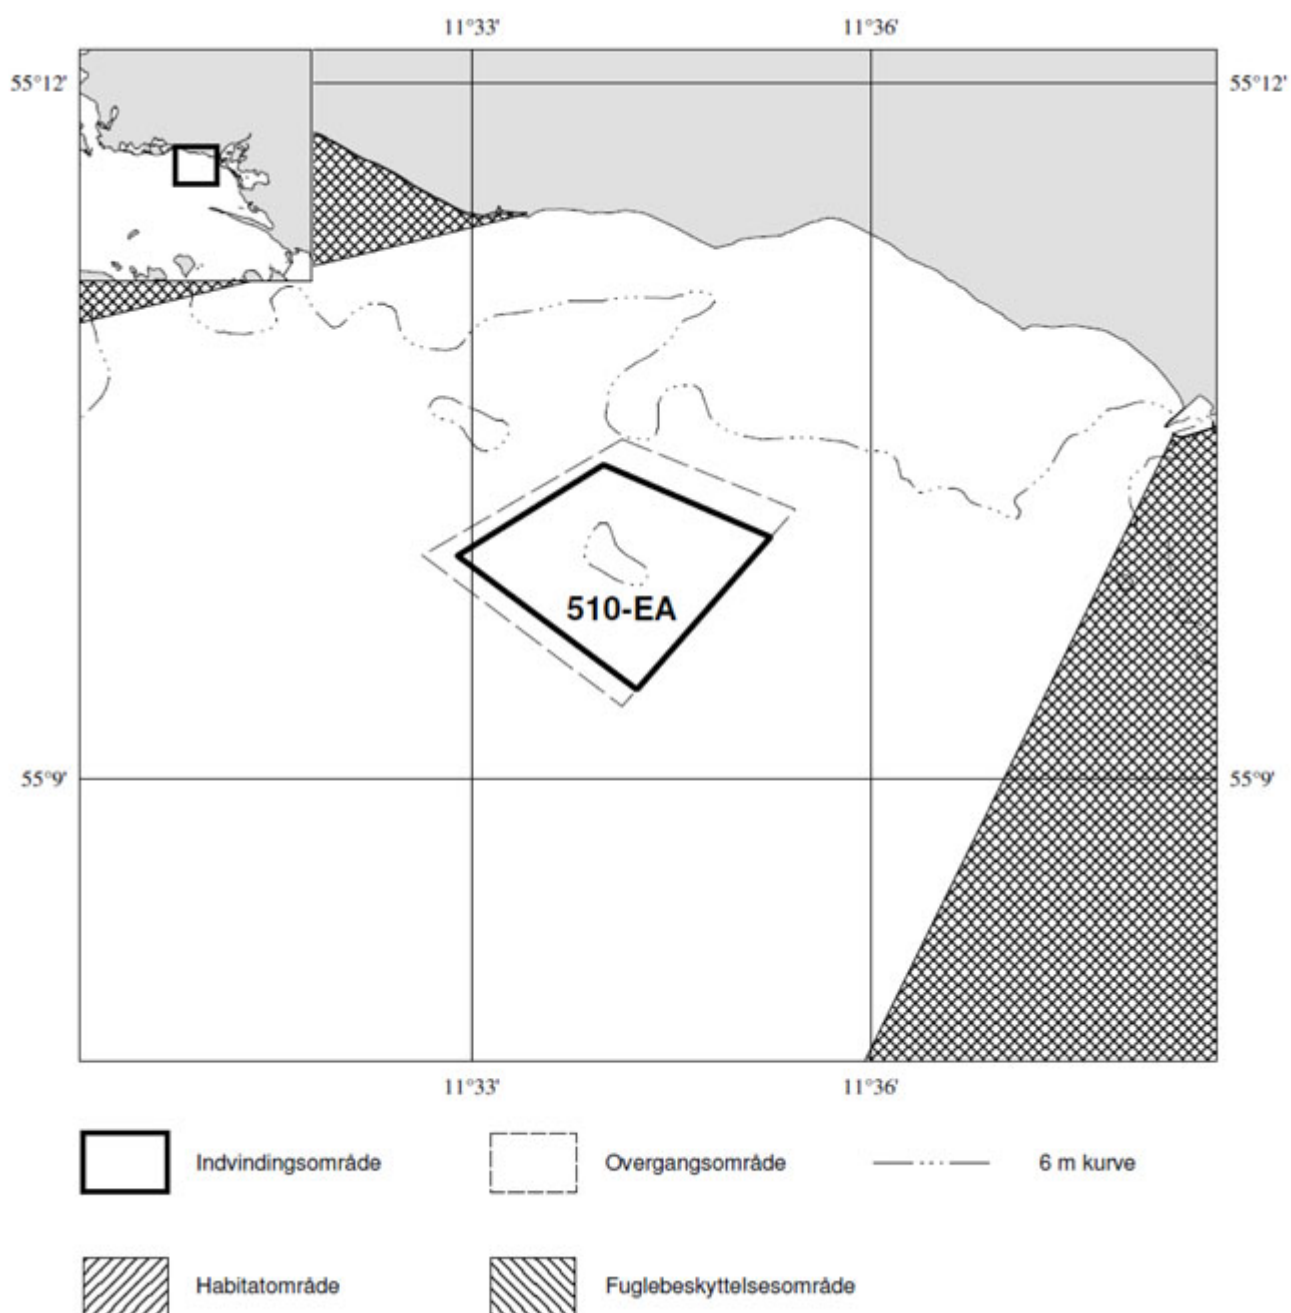 11°33' 11°36'
55°12' 55°12'
510-EA
55°9' 55°9'
11°33' 11°36'
Indvindingsområde Overgangsområde 6 m kurve
Habitatområde Fuglebeskyttelsesområde